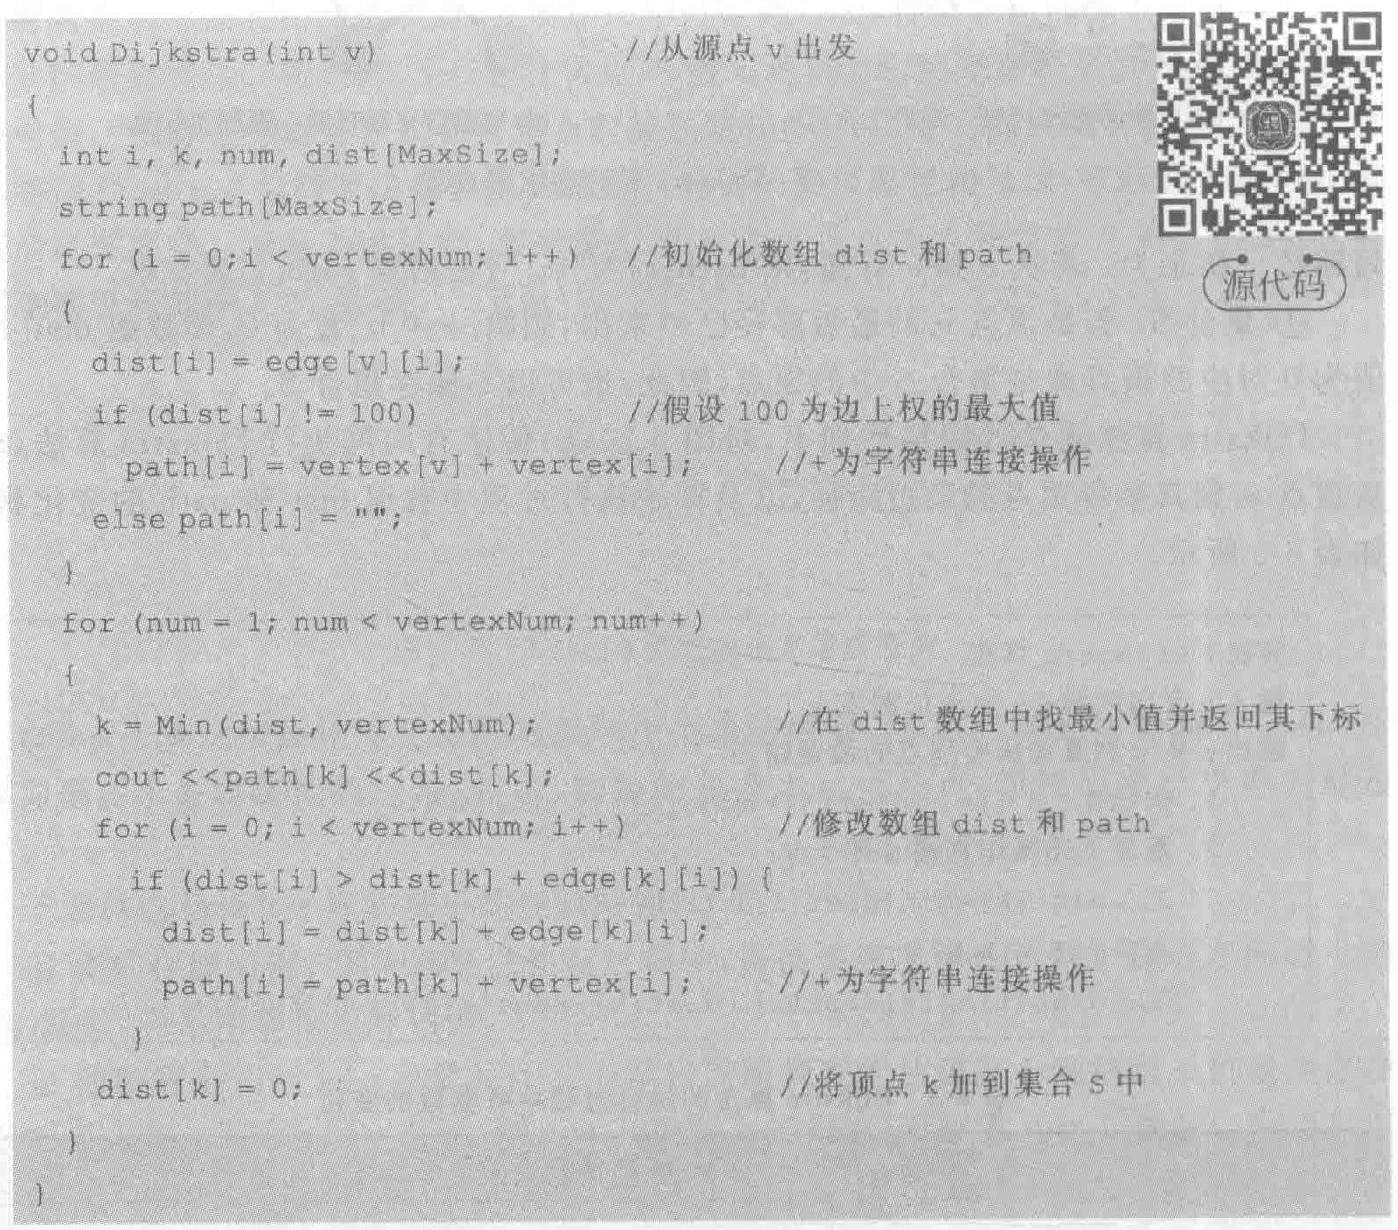 void Dijkstra(int v) //从源点 v 出发
{
int i, k, num, dist[MaxSize];
string path[MaxSize];
for (i = 0;i < vertexNum; i++) //初始化数组 dist 和 path
{
dist[i] = edge[v][i];
if (dist[i] != 100) //假设 100 为边上权的最大值
path[i] = vertex[v] + vertex[i]; //+为字符串连接操作
else path[i] = "";
}
for (num = 1; num < vertexNum; num++)
{
k = Min(dist, vertexNum); //在 dist 数组中找最小值并返回其下标
cout <<path[k] <<dist[k];
for (i = 0; i < vertexNum; i++) //修改数组 dist 和 path
if (dist[i] > dist[k] + edge[k][i]) {
dist[i] = dist[k] + edge[k][i];
path[i] = path[k] + vertex[i]; //+为字符串连接操作
}
dist[k] = 0; //将顶点 k 加到集合 S 中
}
}
源代码